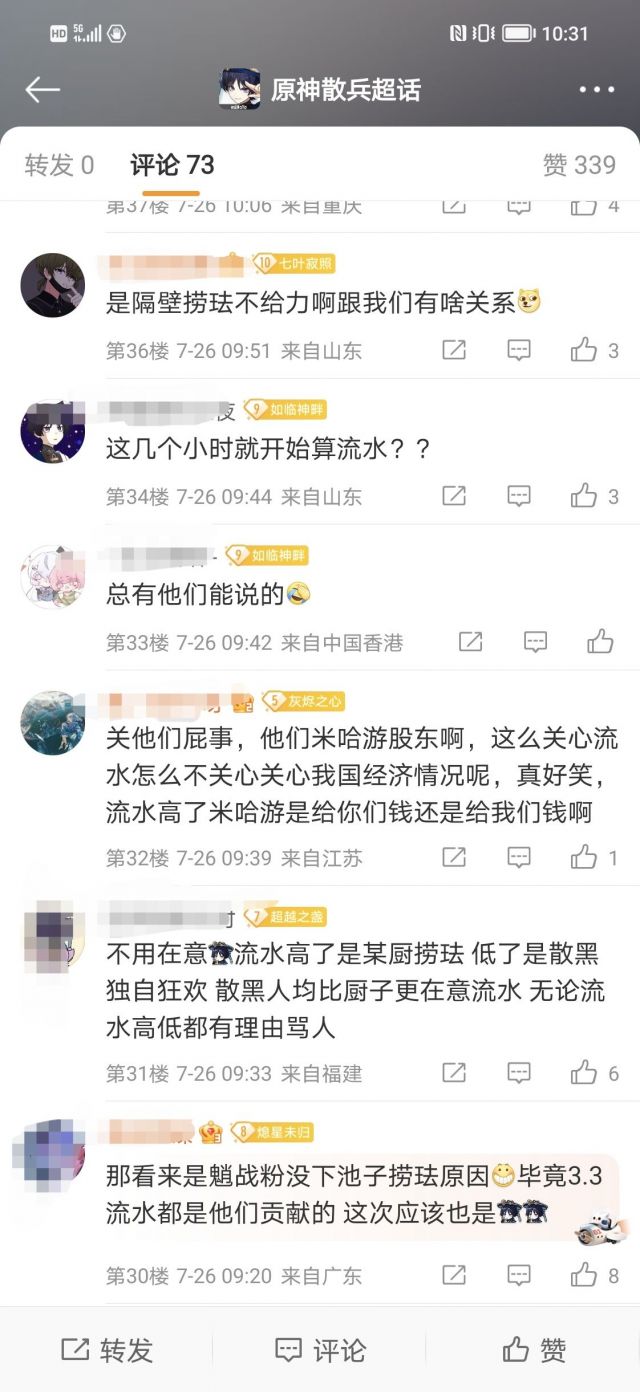 HD 5G 10:31
原神散兵超话
转发 0 评论 73 赞 339
第37楼 7-26 10:06 来自重庆 4
10 七叶寂照
是隔壁捞珐不给力啊跟我们有啥关系
第36楼 7-26 09:51 来自山东 3
夜 9 如临神畔
这几个小时就开始算流水？？
第34楼 7-26 09:44 来自山东 3
9 如临神畔
总有他们能说的
第33楼 7-26 09:42 来自中国香港
5 灰烬之心
关他们屁事，他们米哈游股东啊，这么关心流
水怎么不关心关心我国经济情况呢，真好笑，
流水高了米哈游是给你们钱还是给我们钱啊
第32楼 7-26 09:39 来自江苏 1
7 超越之盏
不用在意流水高了是某厨捞珐 低了是散黑
独自狂欢 散黑人均比厨子更在意流水 无论流
水高低都有理由骂人
第31楼 7-26 09:33 来自福建 6
8 熄星未归
那看来是魈战粉没下池子捞珐原因毕竟3.3
流水都是他们贡献的 这次应该也是
第30楼 7-26 09:20 来自广东 8
转发 评论 赞